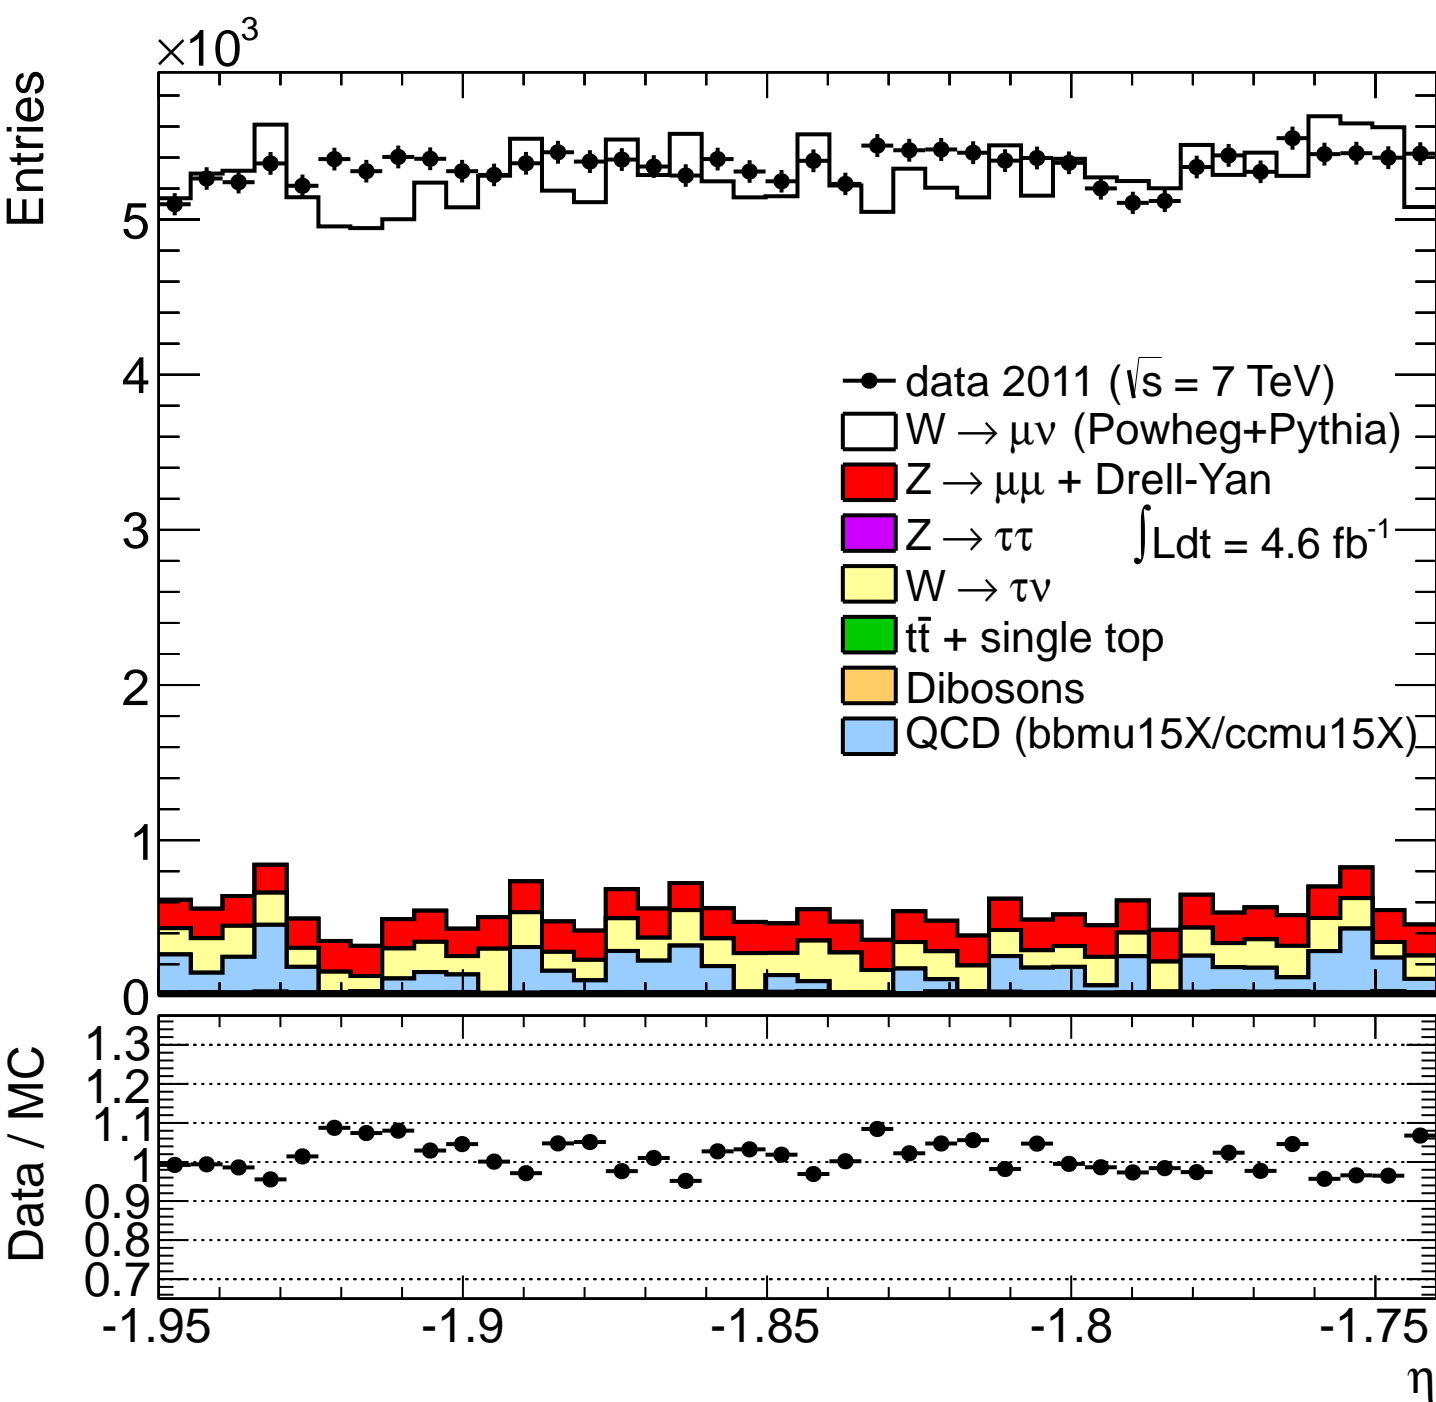 ×10³
Entries
5
4
3
2
1
0
data 2011 (√s = 7 TeV)
W → μν (Powheg+Pythia)
Z → μμ + Drell-Yan
Z → ττ
∫Ldt = 4.6 fb⁻¹
W → τν
tt̄ + single top
Dibosons
QCD (bbmu15X/ccmu15X)
Data / MC
1.3
1.2
1.1
1
0.9
0.8
0.7
-1.95 -1.9 -1.85 -1.8 -1.75
η